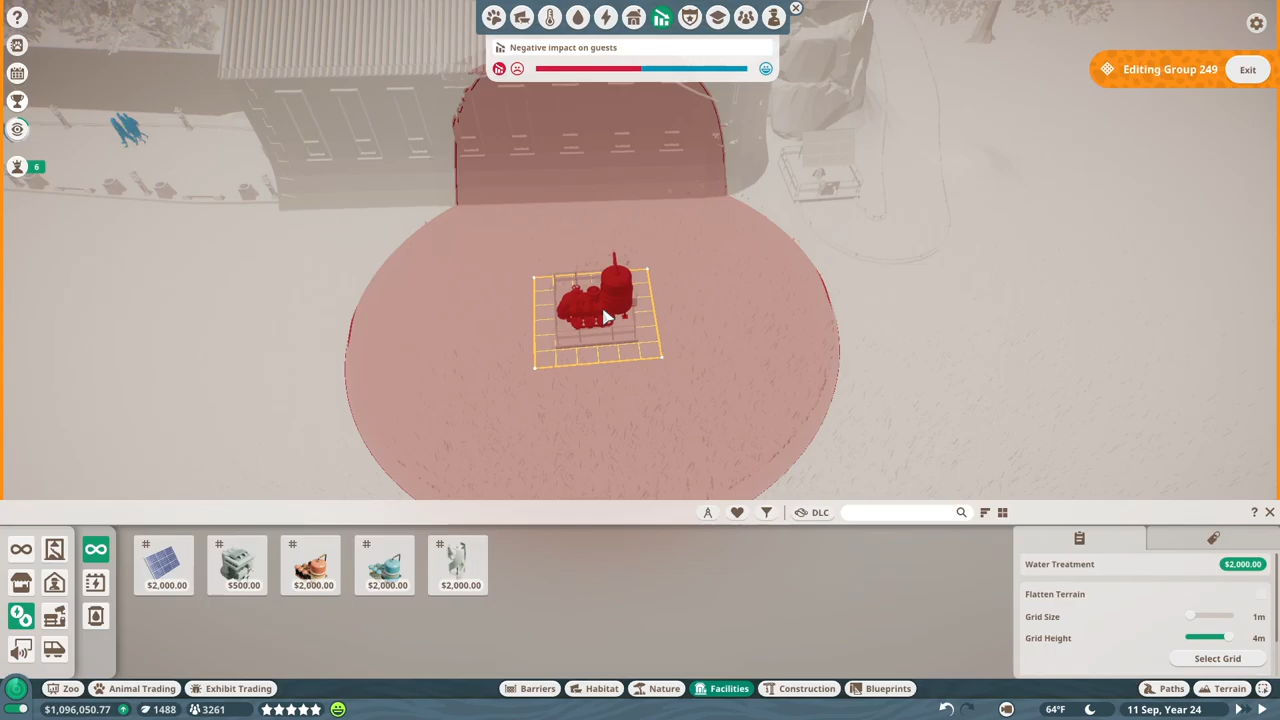 ?
Negative impact on guests
Editing Group 249
Exit
6
DLC
?
#
$2,000.00
#
$500.00
#
$2,000.00
#
$2,000.00
#
$2,000.00
Water Treatment
$2,000.00
Flatten Terrain
Grid Size
1m
Grid Height
4m
Select Grid
Zoo
Animal Trading
Exhibit Trading
Barriers
Habitat
Nature
Facilities
Construction
Blueprints
Paths
Terrain
$1,096,050.77
1488
3261
64°F
11 Sep, Year 24